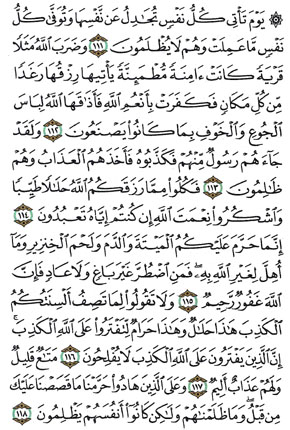 ۞ يَوْمَ تَأْتِي كُلُّ نَفْسٍ تُجَٰدِلُ عَن نَّفْسِهَا وَتُوَفَّىٰ كُلُّ
نَفْسٍ مَّا عَمِلَتْ وَهُمْ لَا يُظْلَمُونَ ١١١ وَضَرَبَ ٱللَّهُ مَثَلًا
قَرْيَةً كَانَتْ ءَامِنَةً مُّطْمَئِنَّةً يَأْتِيهَا رِزْقُهَا رَغَدًا
مِّن كُلِّ مَكَانٍ فَكَفَرَتْ بِأَنْعُمِ ٱللَّهِ فَأَذَٰقَهَا ٱللَّهُ لِبَاسَ
ٱلْجُوعِ وَٱلْخَوْفِ بِمَا كَانُوا۟ يَصْنَعُونَ ١١٢ وَلَقَدْ
جَآءَهُمْ رَسُولٌ مِّنْهُمْ فَكَذَّبُوهُ فَأَخَذَهُمُ ٱلْعَذَابُ وَهُمْ
ظَٰلِمُونَ ١١٣ فَكُلُوا۟ مِمَّا رَزَقَكُمُ ٱللَّهُ حَلَٰلًا طَيِّبًا
وَٱشْكُرُوا۟ نِعْمَتَ ٱللَّهِ إِن كُنتُمْ إِيَّاهُ تَعْبُدُونَ ١١٤
إِنَّمَا حَرَّمَ عَلَيْكُمُ ٱلْمَيْتَةَ وَٱلدَّمَ وَلَحْمَ ٱلْخِنزِيرِ وَمَآ
أُهِلَّ لِغَيْرِ ٱللَّهِ بِهِۦ ۖ فَمَنِ ٱضْطُرَّ غَيْرَ بَاغٍ وَلَا عَادٍ فَإِنَّ
ٱللَّهَ غَفُورٌ رَّحِيمٌ ١١٥ وَلَا تَقُولُوا۟ لِمَا تَصِفُ أَلْسِنَتُكُمُ
ٱلْكَذِبَ هَٰذَا حَلَٰلٌ وَهَٰذَا حَرَامٌ لِّتَفْتَرُوا۟ عَلَى ٱللَّهِ ٱلْكَذِبَ ۚ
إِنَّ ٱلَّذِينَ يَفْتَرُونَ عَلَى ٱللَّهِ ٱلْكَذِبَ لَا يُفْلِحُونَ ١١٦ مَتَٰعٌ قَلِيلٌ
وَلَهُمْ عَذَابٌ أَلِيمٌ ١١٧ وَعَلَى ٱلَّذِينَ هَادُوا۟ حَرَّمْنَا مَا قَصَصْنَا عَلَيْكَ
مِن قَبْلُ ۖ وَمَا ظَلَمْنَٰهُمْ وَلَٰكِن كَانُوٓا۟ أَنفُسَهُمْ يَظْلِمُونَ ١١٨